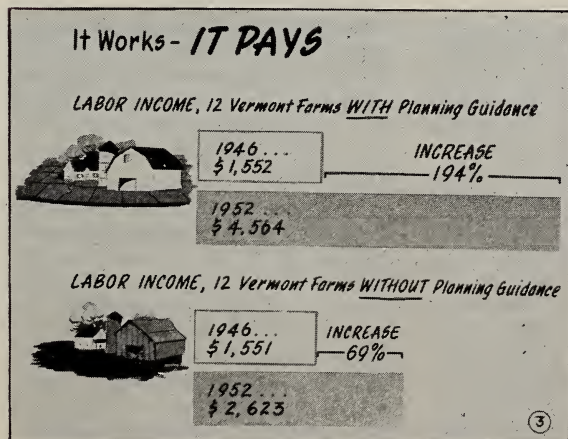 It Works - IT PAYS
LABOR INCOME, 12 Vermont Farms WITH Planning Guidance
1946...
$1,552
INCREASE
194%
1952...
$4,564
LABOR INCOME, 12 Vermont Farms WITHOUT Planning Guidance
1946...
$1,551
INCREASE
69%
1952...
$2,623
3